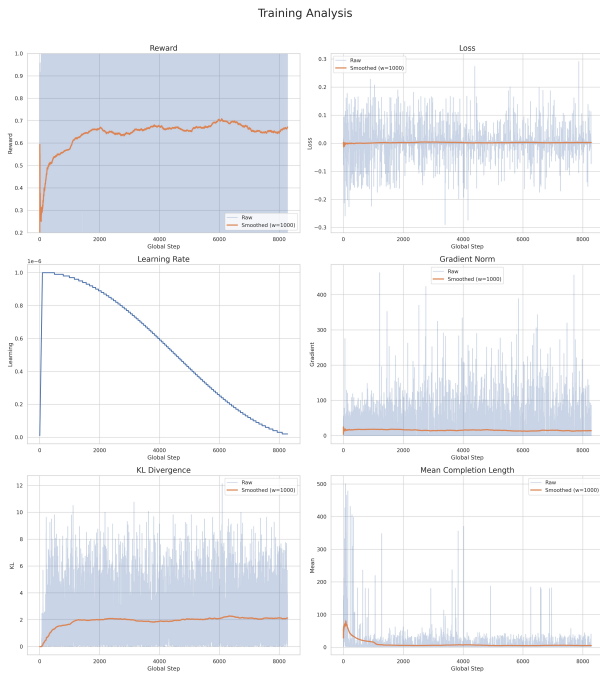 Training Analysis
Reward
1.0
0.9
0.8
0.7
0.6
0.5
0.4
0.3
0.2
Reward
Raw
Smoothed (w=1000)
0 2000 4000 6000 8000
Global Step
Loss
0.3
0.2
0.1
0.0
−0.1
−0.2
−0.3
Loss
Raw
Smoothed (w=1000)
0 2000 4000 6000 8000
Global Step
Learning Rate
1e−6
1.0
0.8
0.6
0.4
0.2
0.0
Learning
0 2000 4000 6000 8000
Global Step
Gradient Norm
400
300
200
100
0
Gradient
Raw
Smoothed (w=1000)
0 2000 4000 6000 8000
Global Step
KL Divergence
12
10
8
6
4
2
0
KL
Raw
Smoothed (w=1000)
0 2000 4000 6000 8000
Global Step
Mean Completion Length
500
400
300
200
100
0
Mean
Raw
Smoothed (w=1000)
0 2000 4000 6000 8000
Global Step